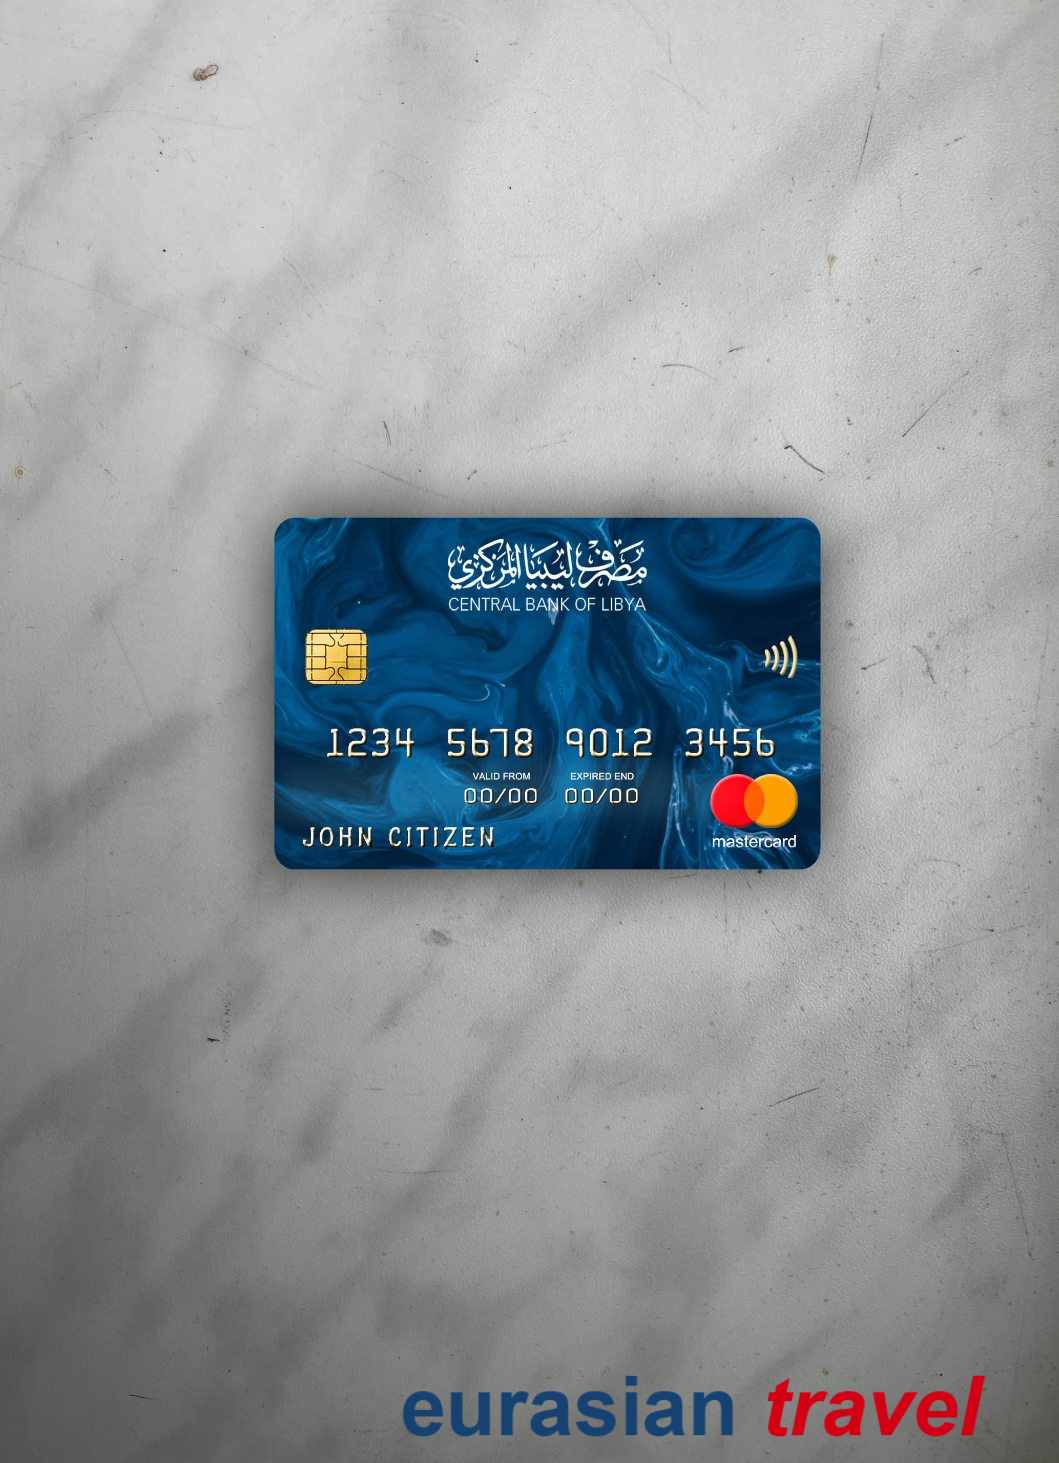 مصرف ليبيا المركزي
CENTRAL BANK OF LIBYA
1234 5678 9012 3456
VALID FROM EXPIRED END
00/00 00/00
JOHN CITIZEN
mastercard
eurasian travel